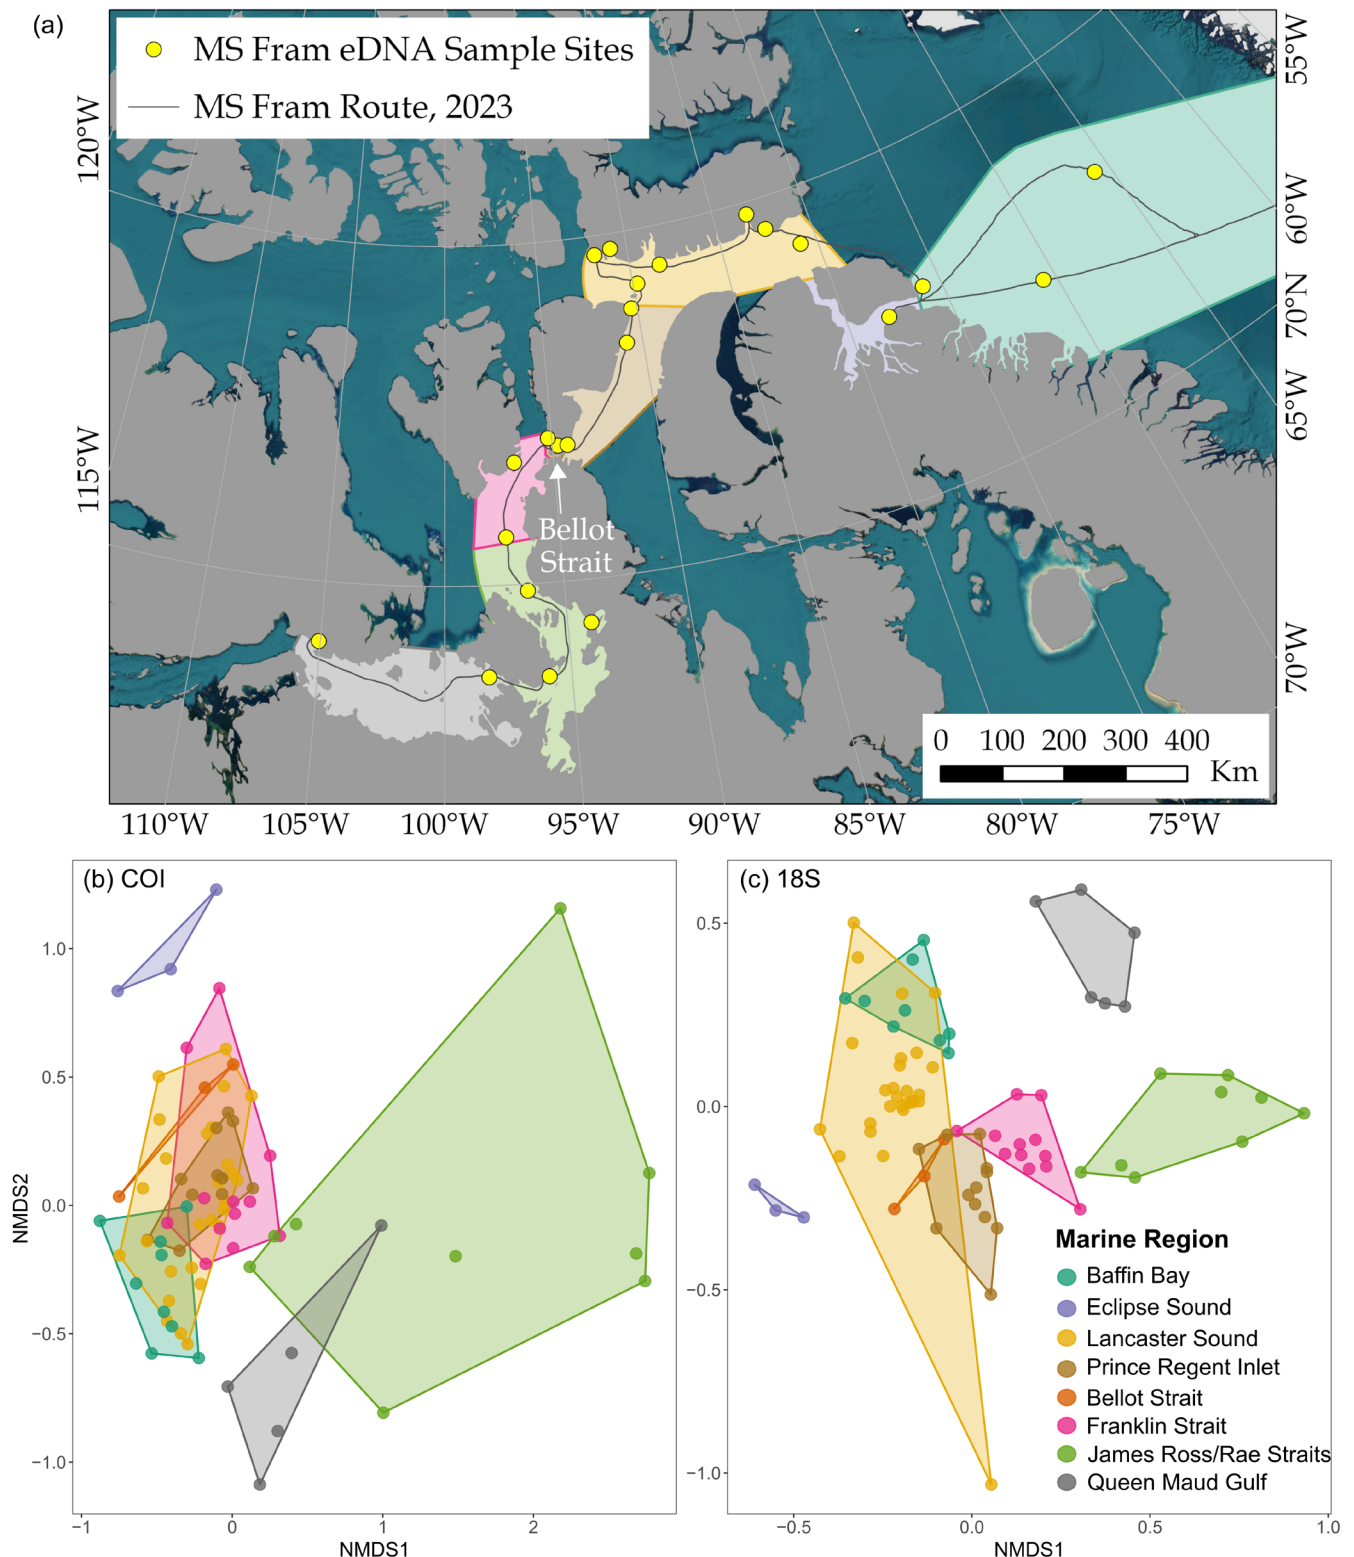 (a)
MS Fram eDNA Sample Sites
MS Fram Route, 2023
120°W
115°W
55°W
60°W
70°N
65°W
70°W
Bellot
Strait
0 100 200 300 400
Km
110°W 105°W 100°W 95°W 90°W 85°W 80°W 75°W
(b) COI
1.0
0.5
0.0
−0.5
−1.0
NMDS2
−1 0 1 2
NMDS1
(c) 18S
0.5
0.0
−0.5
−1.0
Marine Region
Baffin Bay
Eclipse Sound
Lancaster Sound
Prince Regent Inlet
Bellot Strait
Franklin Strait
James Ross/Rae Straits
Queen Maud Gulf
−0.5 0.0 0.5 1.0
NMDS1